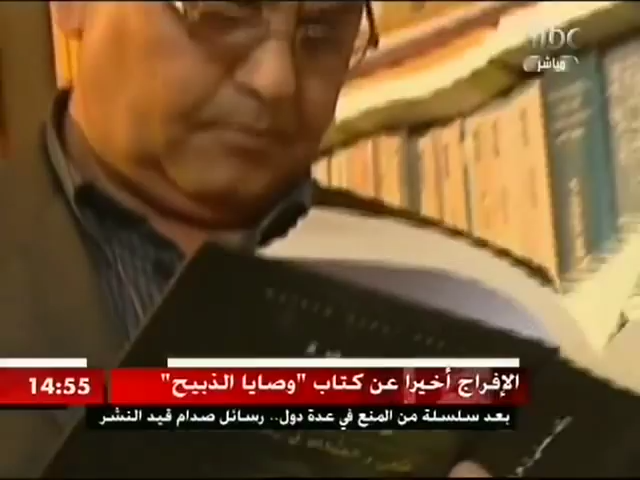 mbc
مباشر
الإفراج أخيرا عن كتاب "وصايا الذبيح"
14:55
بعد سلسلة من المنع في عدة دول.. رسائل صدام قيد النشر